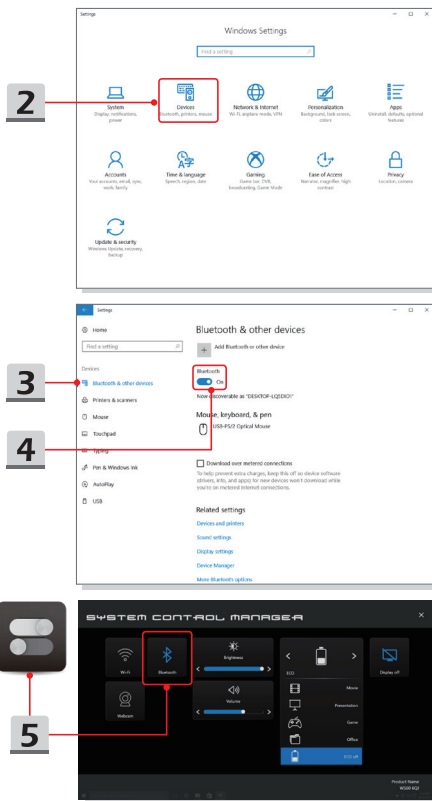 Settings
Windows Settings
Find a setting
2
System
Display, notifications, power
Devices
Bluetooth, printers, mouse
Network & Internet
Wi-Fi, airplane mode, VPN
Personalization
Background, lock screen, colors
Apps
Uninstall, defaults, optional features
Accounts
Your accounts, email, sync, work, family
Time & language
Speech, region, date
Gaming
Game bar, DVR, broadcasting, Game Mode
Ease of Access
Narrator, magnifier, high contrast
Privacy
Location, camera
Update & security
Windows Update, recovery, backup
Settings
Home
Find a setting
Devices
3
Bluetooth & other devices
Printers & scanners
Mouse
Touchpad
Typing
Pen & Windows Ink
AutoPlay
USB
Bluetooth & other devices
Add Bluetooth or other device
Bluetooth
On
Now discoverable as
4
Mouse, keyboard, & pen
USB-PS/2 Optical Mouse
Download over metered connections
To help prevent extra charges, keep this off so device software
(drivers, info, and apps) for new devices won't download while
you're on metered Internet connections.
Related settings
Devices and printers
Sound settings
Display settings
Device Manager
More Bluetooth options
SYSTEM CONTROL MANAGER
Wi-Fi
Bluetooth
Brightness
ECO
Display off
Webcam
Volume
Movie
Presentation
Game
Office
ECO off
5
Product Name